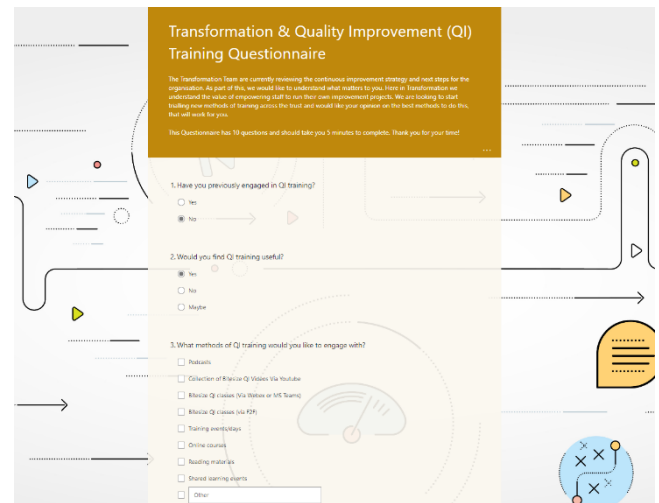 Transformation & Quality Improvement (QI)
Training Questionnaire
The Transformation Team are currently reviewing the continuous improvement strategy and next steps for the
organisation. As part of this, we would like to understand what matters to you. Here in Transformation we
understand the value of empowering staff to run their own improvement projects. We are looking to start
trialling new methods of training across the trust and would like your opinion on the best methods to do this,
that will work for you.
This Questionnaire has 10 questions and should take you 5 minutes to complete. Thank you for your time!
1. Have you previously engaged in QI training?
Yes
No
2. Would you find QI training useful?
Yes
No
Maybe
3. What methods of QI training would you like to engage with?
Podcasts
Collection of Bitesize QI Videos Via Youtube
Bitesize QI classes (Via Webex or MS Teams)
Bitesize QI classes (via F2F)
Training events/days
Online courses
Reading materials
Shared learning events
Other